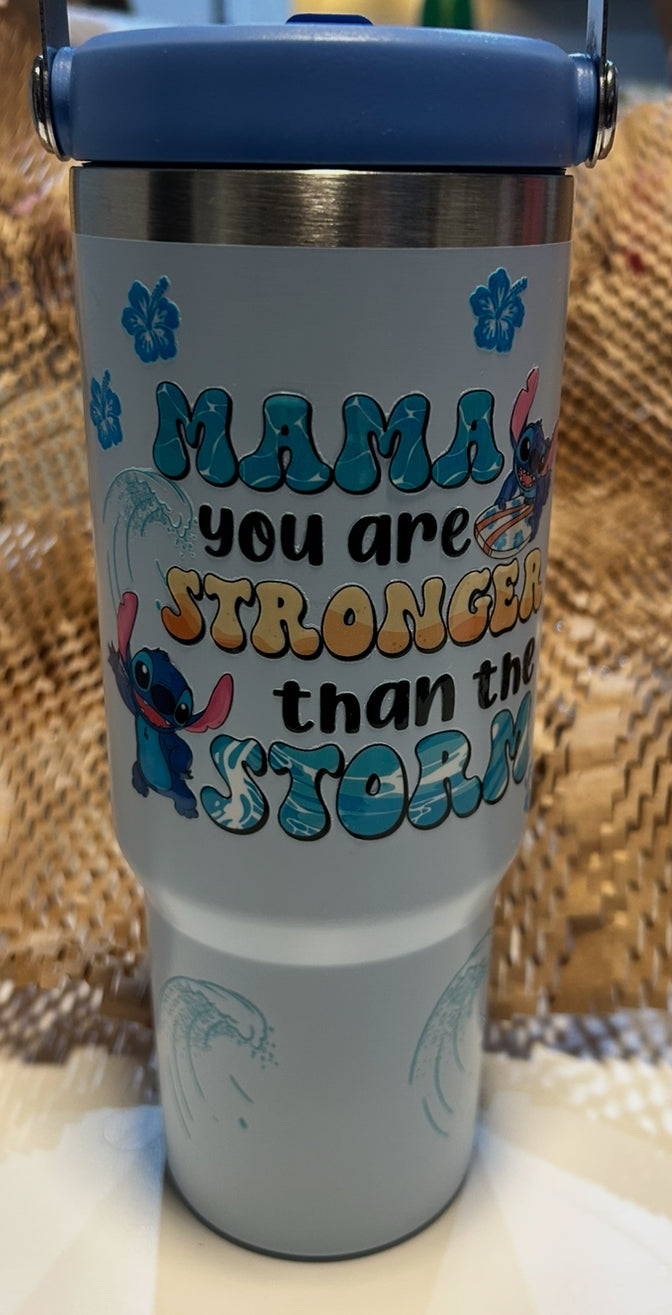 MAMA
you are
STRONGER
than the
STORM